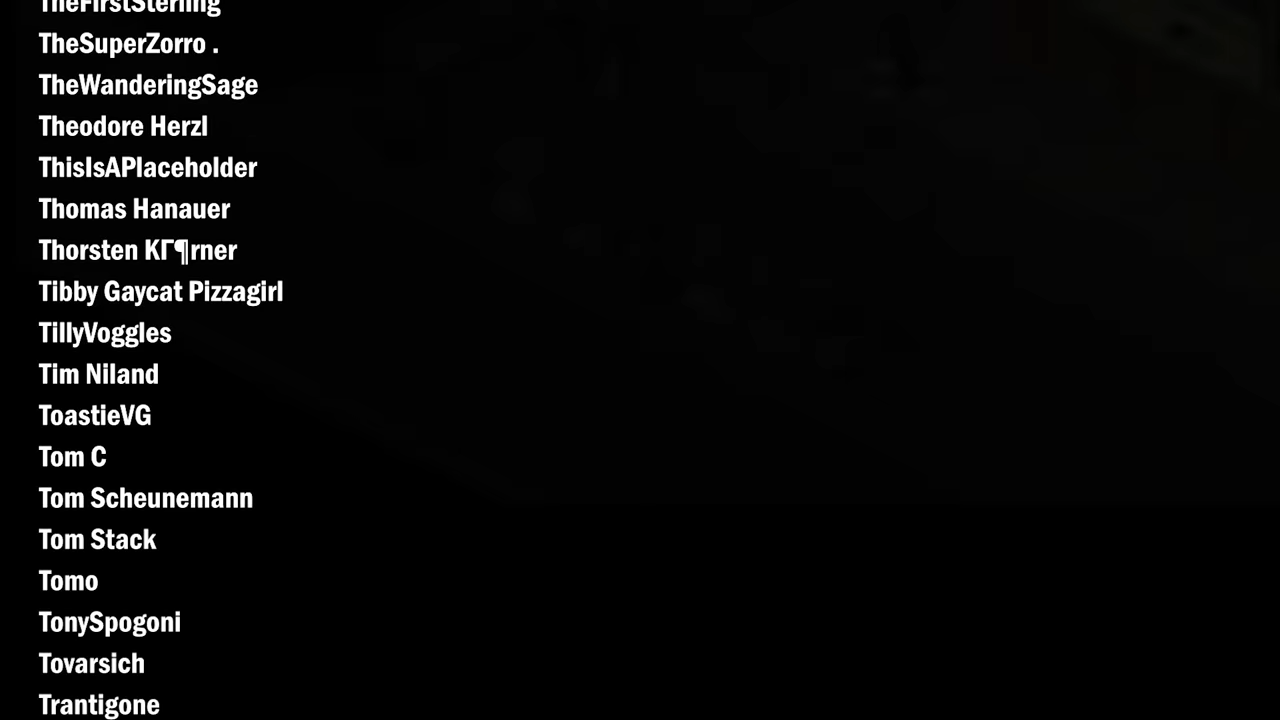 TheFirstSterling
TheSuperZorro .
TheWanderingSage
Theodore Herzl
ThisIsAPlaceholder
Thomas Hanauer
Thorsten KГ¶rner
Tibby Gaycat Pizzagirl
TillyVoggles
Tim Niland
ToastieVG
Tom C
Tom Scheunemann
Tom Stack
Tomo
TonySpogoni
Tovarsich
Trantigone